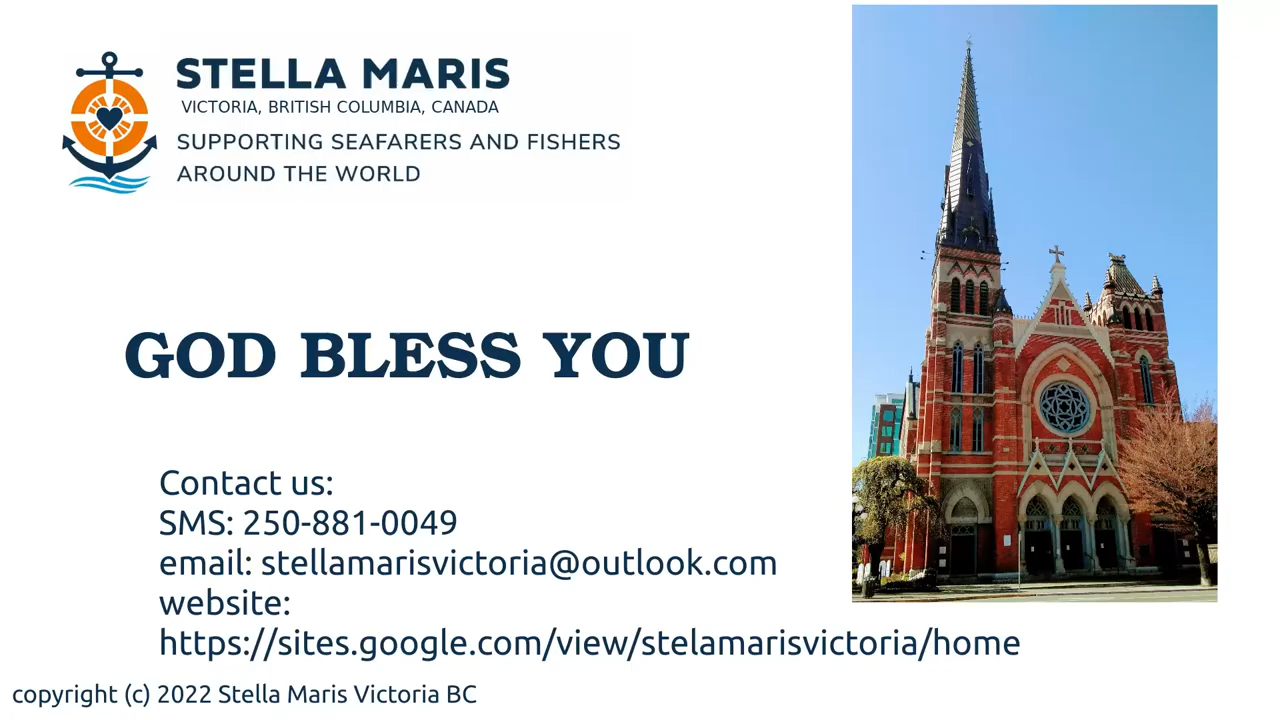 STELLA MARIS
VICTORIA, BRITISH COLUMBIA, CANADA
SUPPORTING SEAFARERS AND FISHERS
AROUND THE WORLD
GOD BLESS YOU
Contact us:
SMS: 250-881-0049
email: stellamarisvictoria@outlook.com
website:
https://sites.google.com/view/stelamarisvictoria/home
copyright (c) 2022 Stella Maris Victoria BC